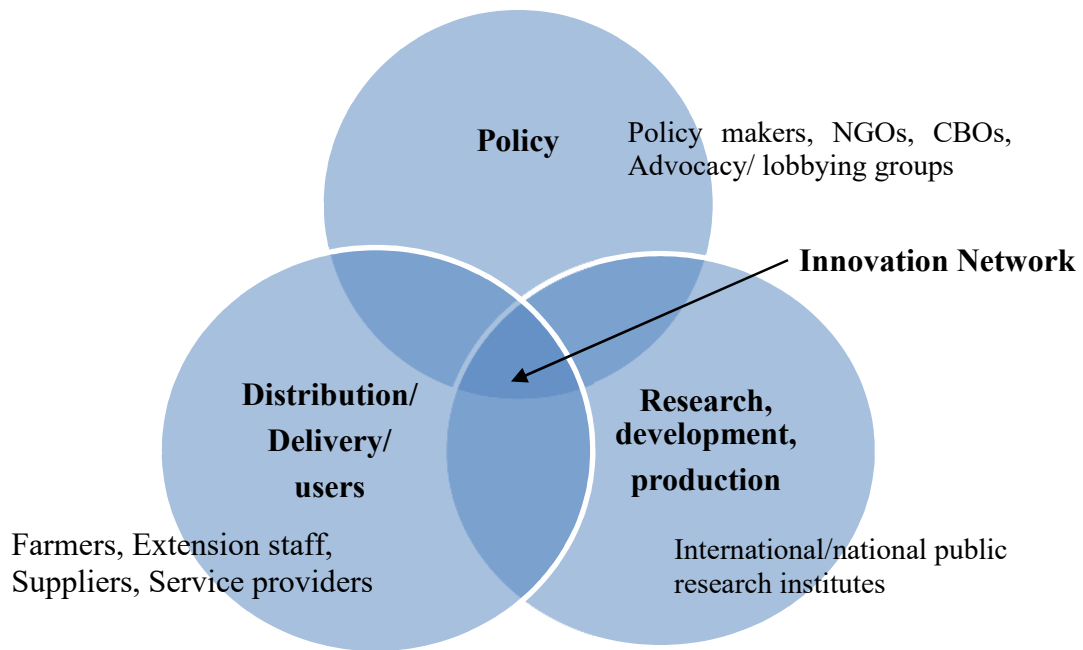 Policy
Policy makers, NGOs, CBOs,
Advocacy/ lobbying groups
Innovation Network
Distribution/
Delivery/
users
Research,
development,
production
Farmers, Extension staff,
Suppliers, Service providers
International/national public
research institutes